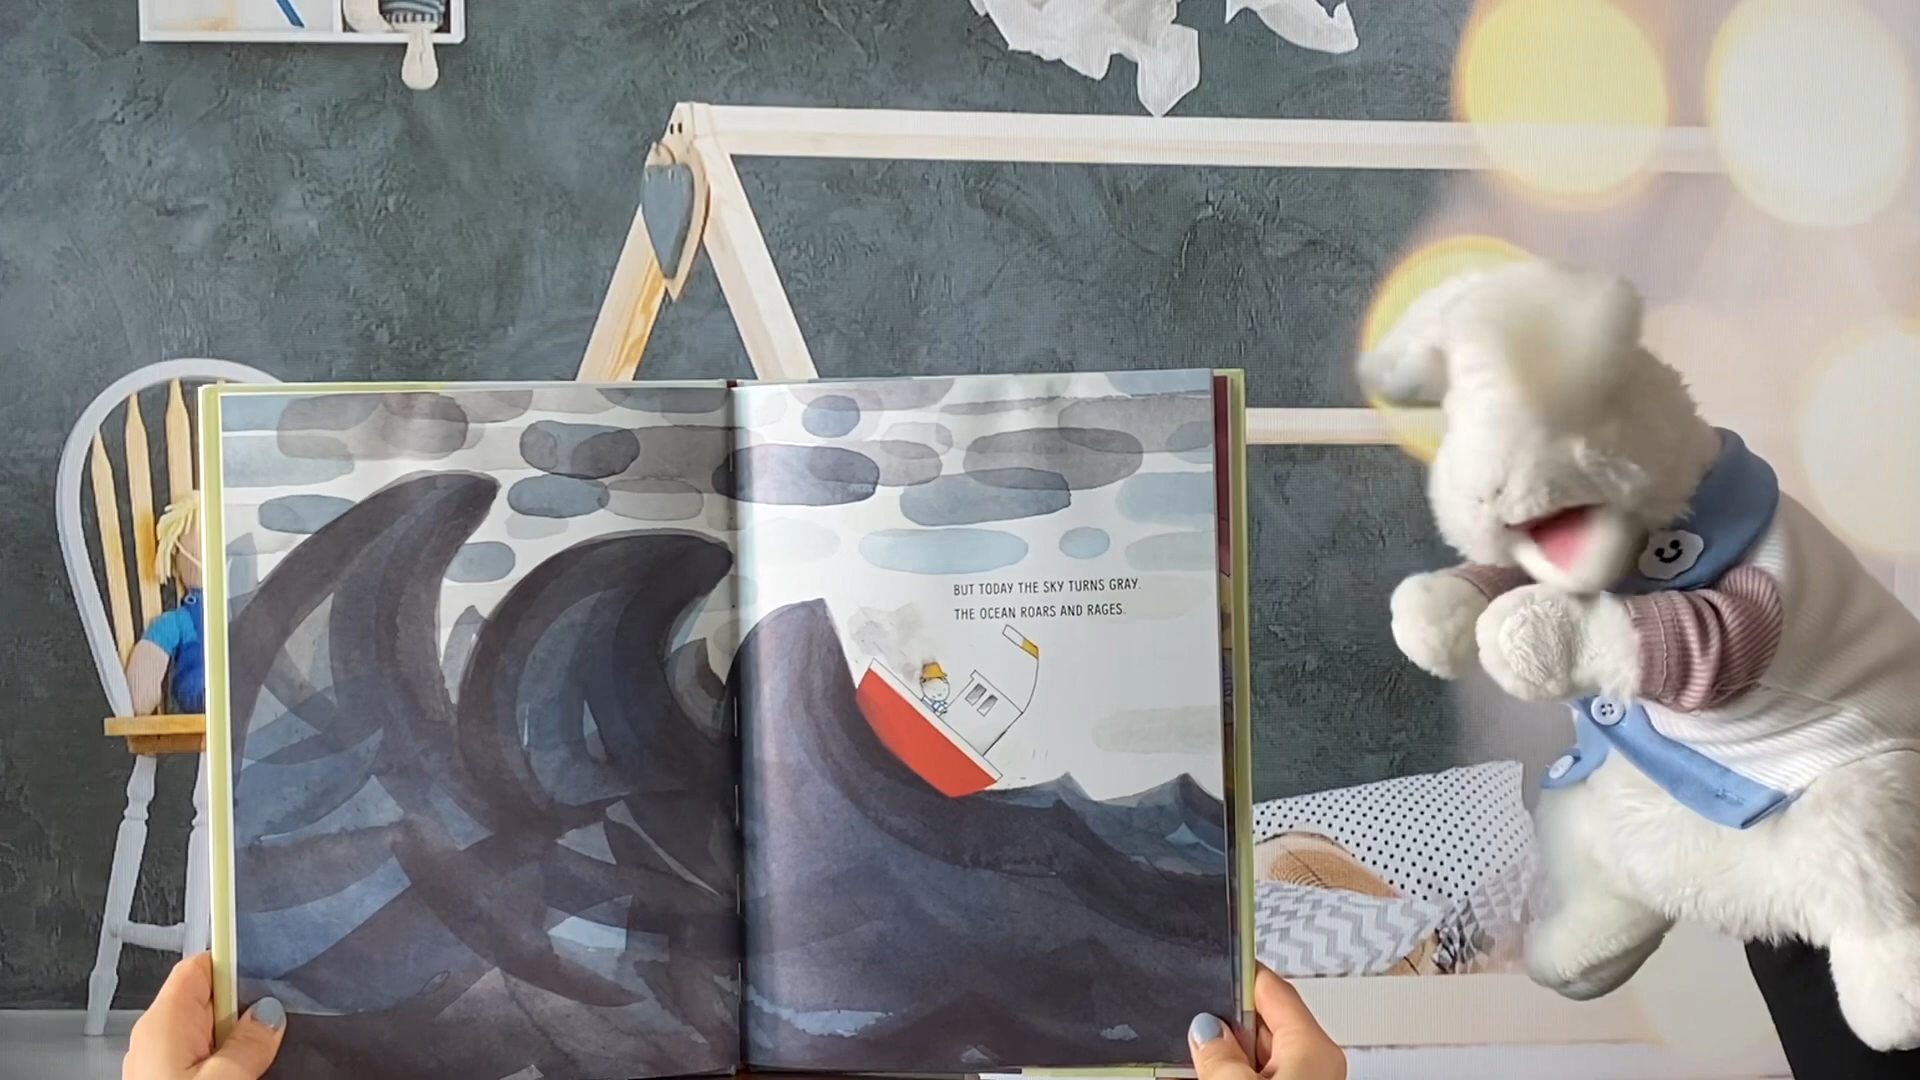 BUT TODAY THE SKY TURNS GRAY.
THE OCEAN ROARS AND RAGES.